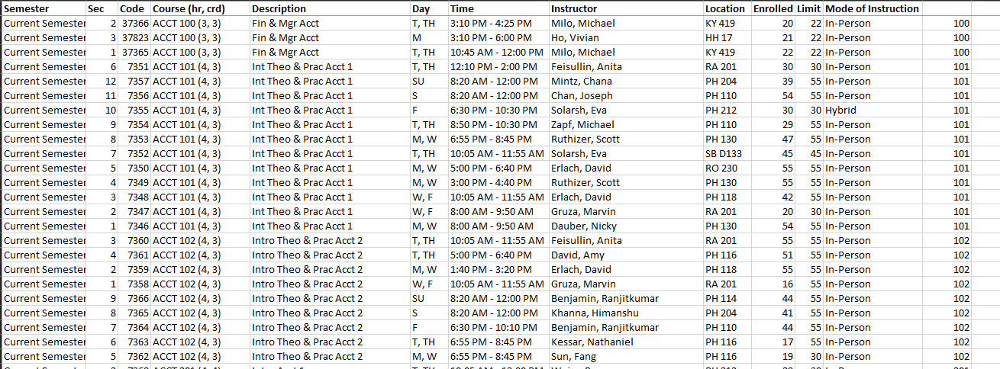 Semester Sec Code Course (hr, crd) Description Day Time Instructor Location Enrolled Limit Mode of Instruction
Current Semester 2 37366 ACCT 100 (3, 3) Fin & Mgr Acct T, TH 3:10 PM - 4:25 PM Milo, Michael KY 419 20 22 In-Person 100
Current Semester 3 37823 ACCT 100 (3, 3) Fin & Mgr Acct M 3:10 PM - 6:00 PM Ho, Vivian HH 17 21 22 In-Person 100
Current Semester 1 37365 ACCT 100 (3, 3) Fin & Mgr Acct T, TH 10:45 AM - 12:00 PM Milo, Michael KY 419 22 22 In-Person 100
Current Semester 6 7351 ACCT 101 (4, 3) Int Theo & Prac Acct 1 T, TH 12:10 PM - 2:00 PM Feisullin, Anita RA 201 30 30 In-Person 101
Current Semester 12 7357 ACCT 101 (4, 3) Int Theo & Prac Acct 1 SU 8:20 AM - 12:00 PM Mintz, Chana PH 204 39 55 In-Person 101
Current Semester 11 7356 ACCT 101 (4, 3) Int Theo & Prac Acct 1 S 8:20 AM - 12:00 PM Chan, Joseph PH 110 54 55 In-Person 101
Current Semester 10 7355 ACCT 101 (4, 3) Int Theo & Prac Acct 1 F 6:30 PM - 10:30 PM Solarsh, Eva PH 212 30 30 Hybrid 101
Current Semester 9 7354 ACCT 101 (4, 3) Int Theo & Prac Acct 1 T, TH 8:50 PM - 10:30 PM Zapf, Michael PH 110 29 55 In-Person 101
Current Semester 8 7353 ACCT 101 (4, 3) Int Theo & Prac Acct 1 M, W 6:55 PM - 8:45 PM Ruthizer, Scott PH 130 47 55 In-Person 101
Current Semester 7 7352 ACCT 101 (4, 3) Int Theo & Prac Acct 1 T, TH 10:05 AM - 11:55 AM Solarsh, Eva SB D133 45 45 In-Person 101
Current Semester 5 7350 ACCT 101 (4, 3) Int Theo & Prac Acct 1 M, W 5:00 PM - 6:40 PM Erlach, David RO 230 55 55 In-Person 101
Current Semester 4 7349 ACCT 101 (4, 3) Int Theo & Prac Acct 1 M, W 3:00 PM - 4:40 PM Ruthizer, Scott PH 130 55 55 In-Person 101
Current Semester 3 7348 ACCT 101 (4, 3) Int Theo & Prac Acct 1 W, F 10:05 AM - 11:55 AM Erlach, David PH 118 42 55 In-Person 101
Current Semester 2 7347 ACCT 101 (4, 3) Int Theo & Prac Acct 1 W, F 8:00 AM - 9:50 AM Gruza, Marvin RA 201 20 30 In-Person 101
Current Semester 1 7346 ACCT 101 (4, 3) Int Theo & Prac Acct 1 M, W 8:00 AM - 9:50 AM Dauber, Nicky PH 130 54 55 In-Person 101
Current Semester 3 7360 ACCT 102 (4, 3) Intro Theo & Prac Acct 2 T, TH 10:05 AM - 11:55 AM Feisullin, Anita RA 201 55 55 In-Person 102
Current Semester 4 7361 ACCT 102 (4, 3) Intro Theo & Prac Acct 2 T, TH 5:00 PM - 6:40 PM David, Amy PH 116 51 55 In-Person 102
Current Semester 2 7359 ACCT 102 (4, 3) Intro Theo & Prac Acct 2 M, W 1:40 PM - 3:20 PM Erlach, David PH 118 55 55 In-Person 102
Current Semester 1 7358 ACCT 102 (4, 3) Intro Theo & Prac Acct 2 W, F 10:05 AM - 11:55 AM Gruza, Marvin RA 201 16 55 In-Person 102
Current Semester 9 7366 ACCT 102 (4, 3) Intro Theo & Prac Acct 2 SU 8:20 AM - 12:00 PM Benjamin, Ranjitkumar PH 114 44 55 In-Person 102
Current Semester 8 7365 ACCT 102 (4, 3) Intro Theo & Prac Acct 2 S 8:20 AM - 12:00 PM Khanna, Himanshu PH 204 41 55 In-Person 102
Current Semester 7 7364 ACCT 102 (4, 3) Intro Theo & Prac Acct 2 F 6:30 PM - 10:10 PM Benjamin, Ranjitkumar PH 110 44 55 In-Person 102
Current Semester 6 7363 ACCT 102 (4, 3) Intro Theo & Prac Acct 2 T, TH 6:55 PM - 8:45 PM Kessar, Nathaniel PH 116 17 55 In-Person 102
Current Semester 5 7362 ACCT 102 (4, 3) Intro Theo & Prac Acct 2 M, W 6:55 PM - 8:45 PM Sun, Fang PH 116 19 30 In-Person 102